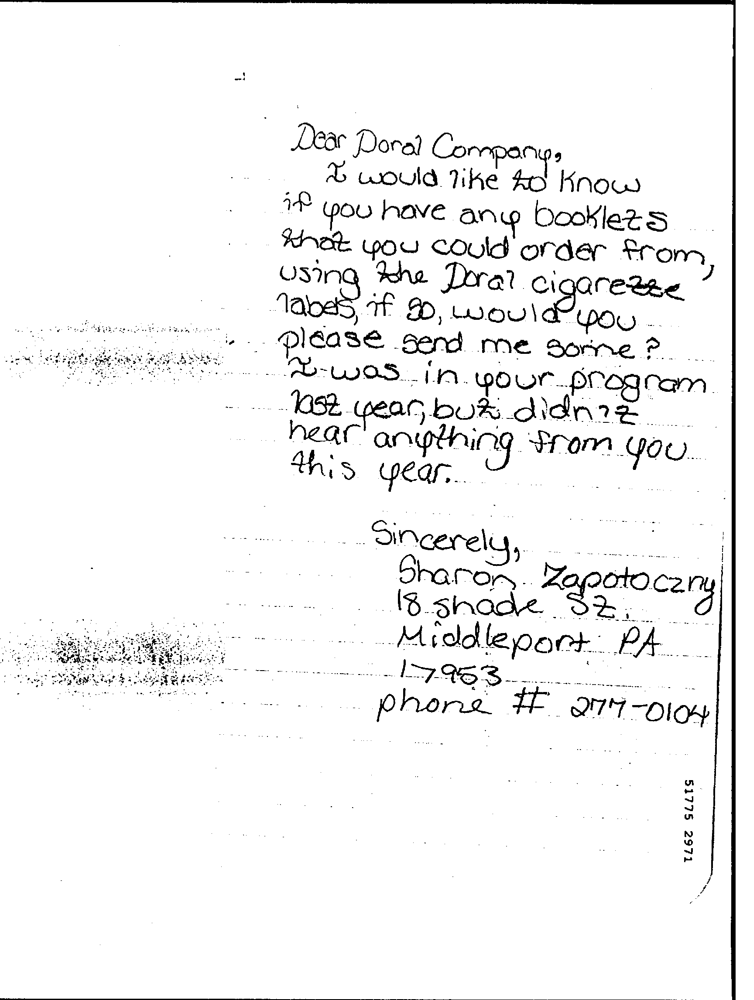 Dear Doral Company,
I would like to know
if you have any booklets
that you could order from,
using the Doral cigarette
labels, if so, would you
please send me some?
I was in your program
last year, but didn't
hear anything from you
this year.
Sincerely,
Sharon Zapotoczny
18 Shade St.
Middleport PA
17953
phone # 277-0104
51775 2971